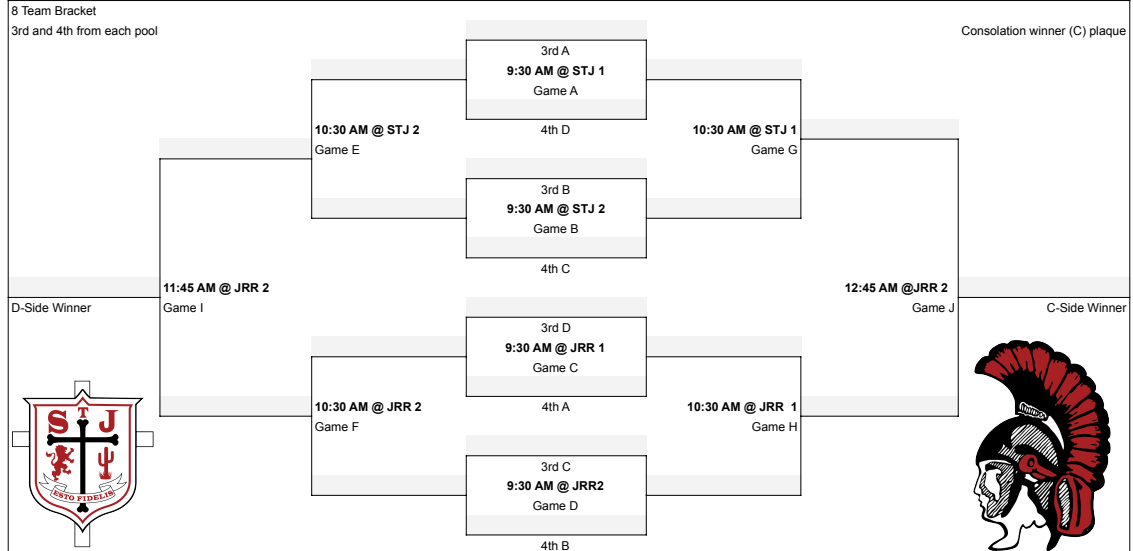 8 Team Bracket
3rd and 4th from each pool
Consolation winner (C) plaque
3rd A
9:30 AM @ STJ 1
Game A
4th D
10:30 AM @ STJ 2
Game E
10:30 AM @ STJ 1
Game G
3rd B
9:30 AM @ STJ 2
Game B
4th C
11:45 AM @ JRR 2
Game I
D-Side Winner
12:45 AM @JRR 2
Game J
C-Side Winner
3rd D
9:30 AM @ JRR 1
Game C
4th A
10:30 AM @ JRR 2
Game F
10:30 AM @ JRR 1
Game H
3rd C
9:30 AM @ JRR2
Game D
4th B
S T J
ESTO FIDELIS